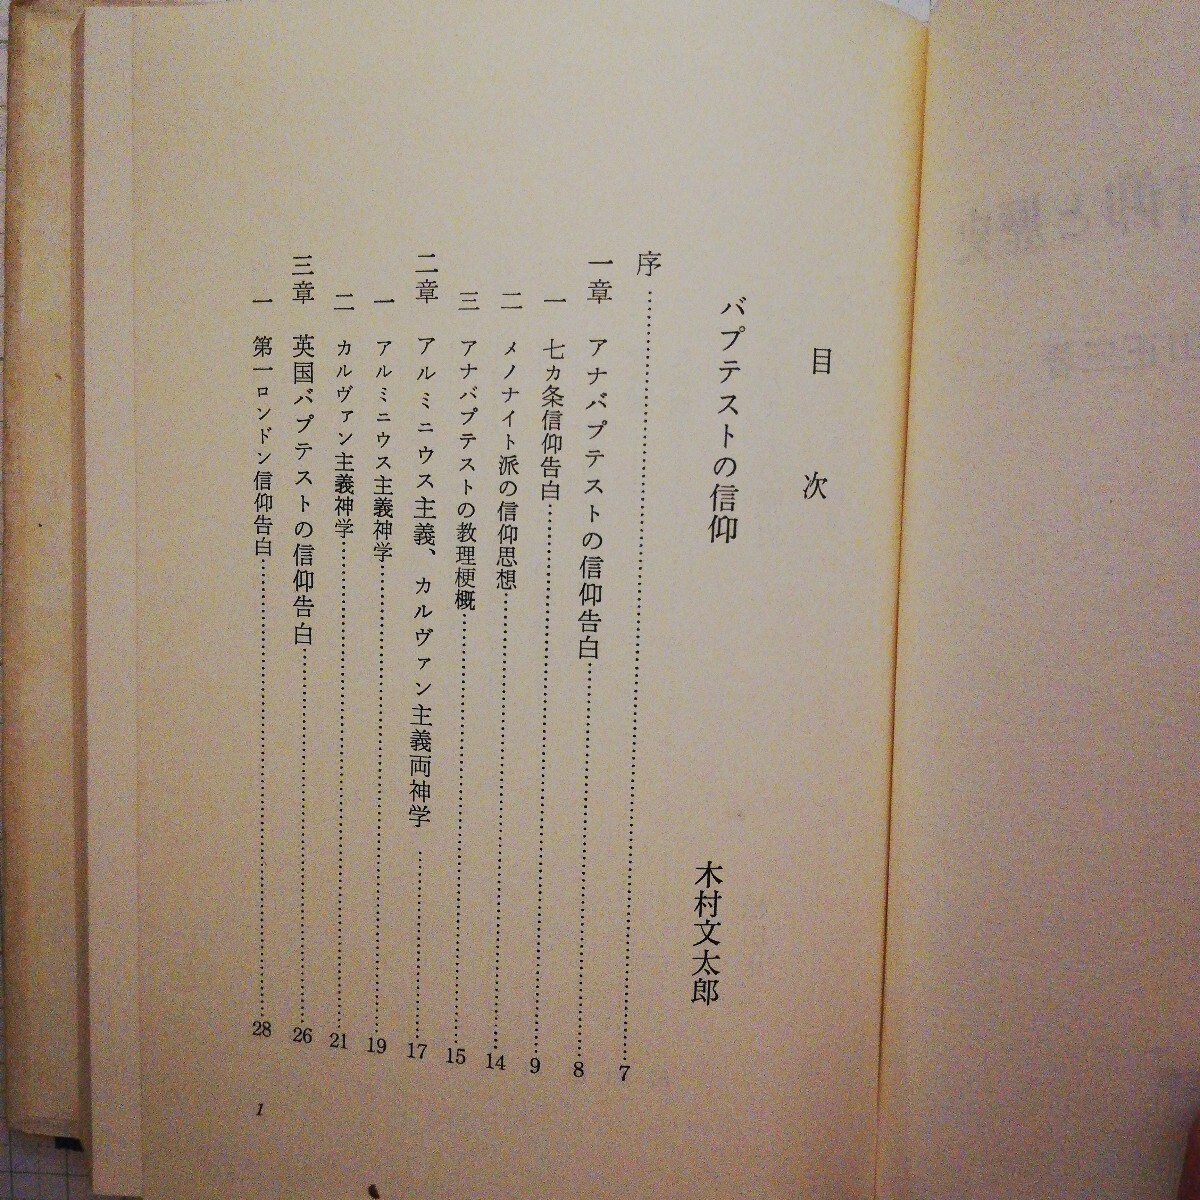 目次
バプテストの信仰 木村文太郎
序……7
一章 アナバプテストの信仰告白……8
一 七カ条信仰告白……9
二 メノナイト派の信仰思想……14
三 アナバプテストの教理梗概……15
二章 アルミニウス主義、カルヴァン主義両神学……17
一 アルミニウス主義神学……19
二 カルヴァン主義神学……21
三章 英国バプテストの信仰告白……26
一 第一ロンドン信仰告白……28
1